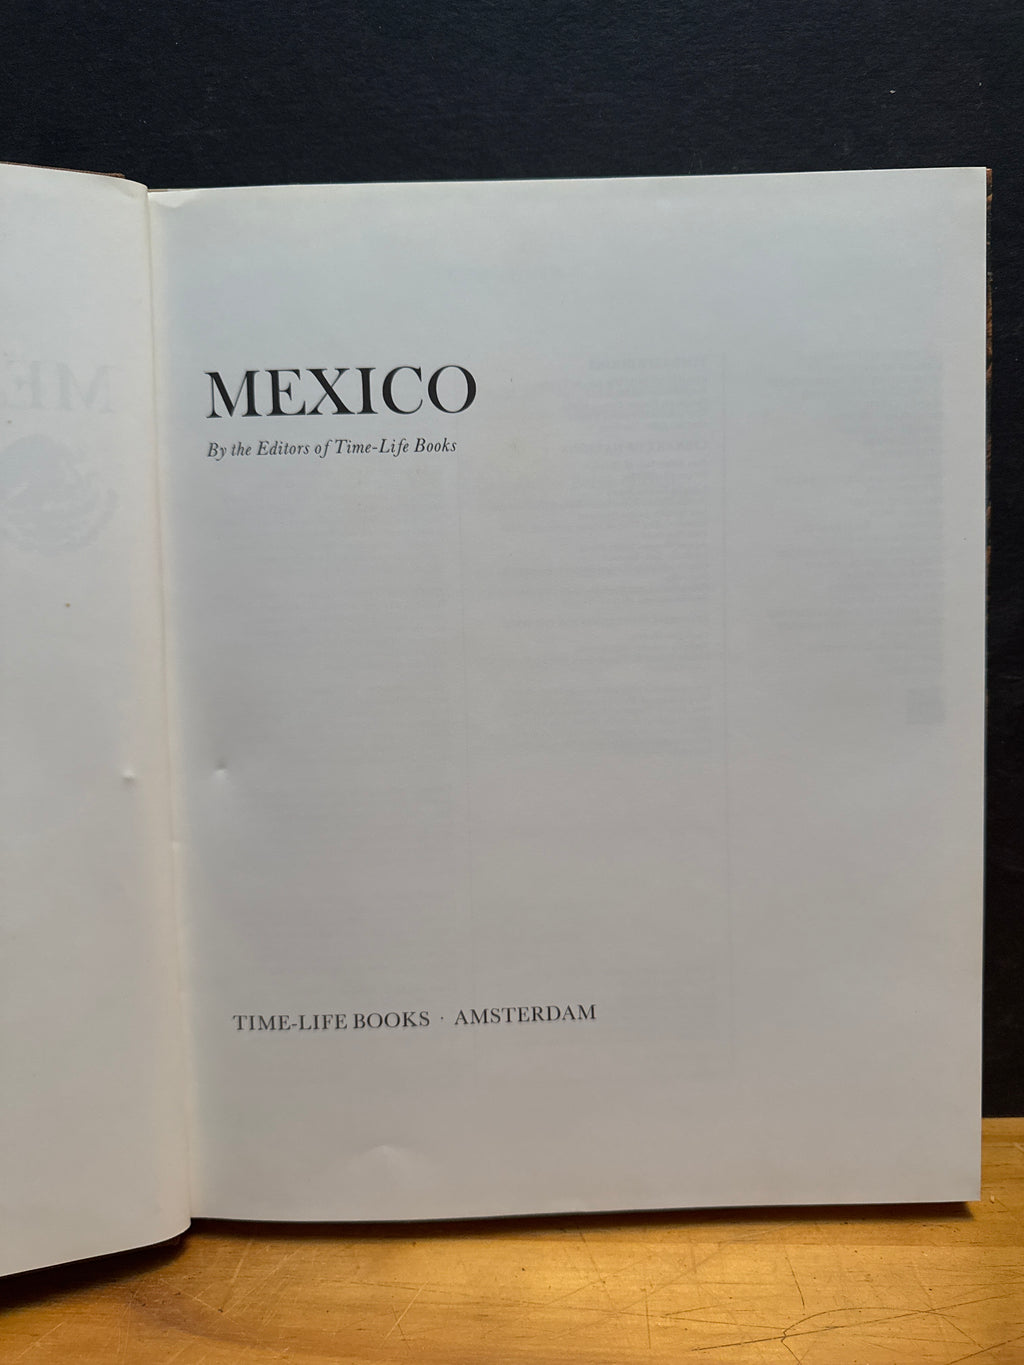 MEXICO
By the Editors of Time-Life Books
TIME-LIFE BOOKS · AMSTERDAM